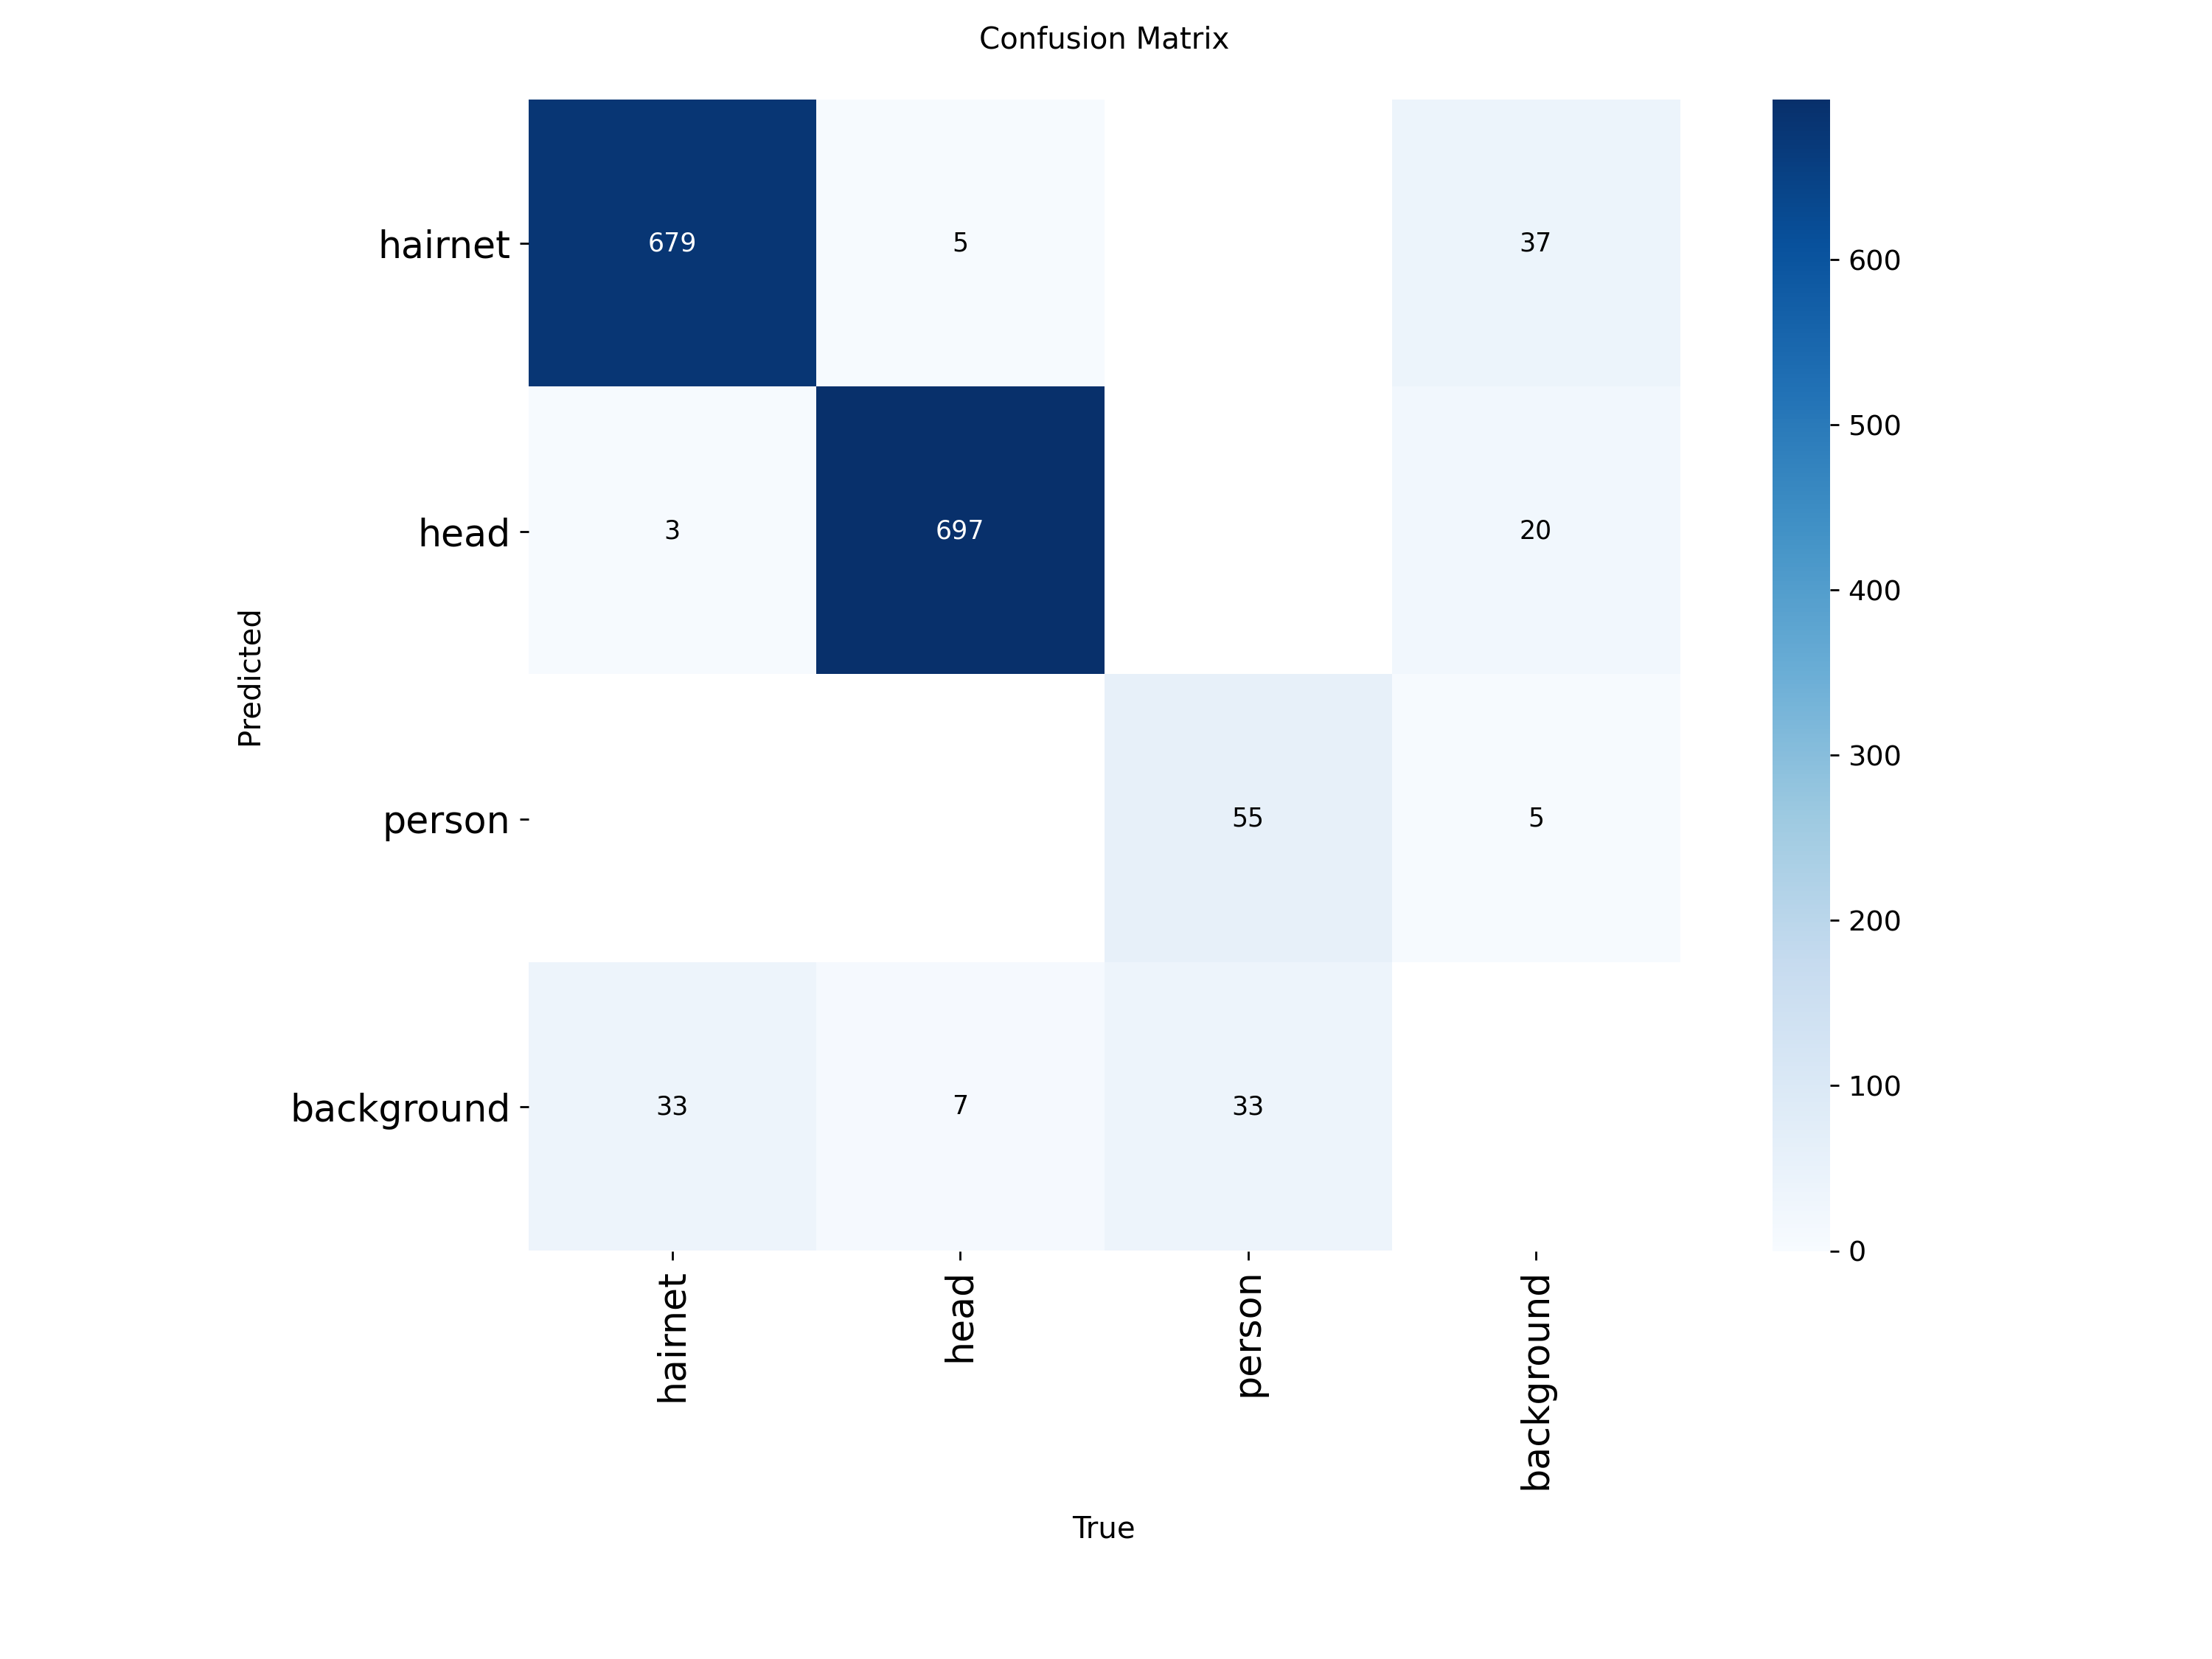 Confusion Matrix
hairnet
679
5
37
head
3
697
20
person
55
5
background
33
7
33
Predicted
hairnet
head
person
background
True
600
500
400
300
200
100
0